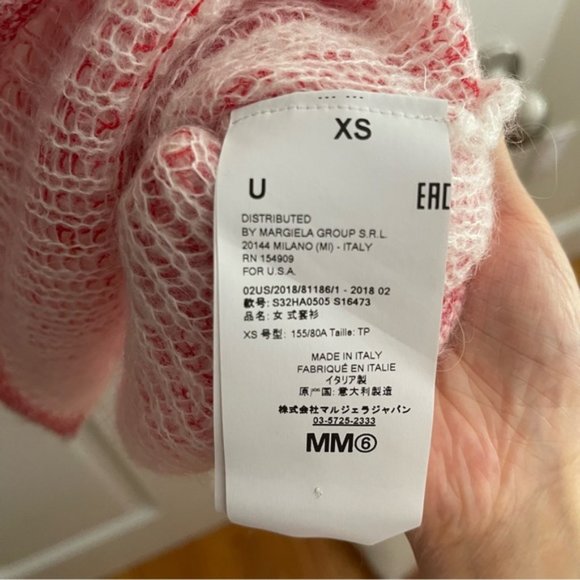 XS
U
EAC
DISTRIBUTED
BY MARGIELA GROUP S.R.L.
20144 MILANO (MI) - ITALY
RN 154909
FOR U.S.A.
02US/2018/81186/1 - 2018 02
款号: S32HA0505 S16473
品名: 女 式套衫
XS 号型: 155/80A Taille: TP
MADE IN ITALY
FABRIQUÉ EN ITALIE
イタリア製
原产国: 意大利制造
株式会社マルジェラジャパン
03-5725-2333
MM⑥